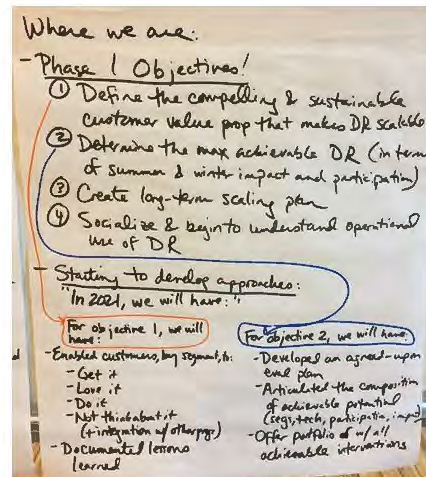 Where we are:
- Phase 1 Objectives!
① Define the compelling & sustainable
customer value prop that makes DR scalable
② Determine the max achievable DR (in term
of summer & winter impact and participation)
③ Create long-term scaling plan
④ Socialize & begin to understand operational
use of DR
- Starting to develop approaches:
"In 2021, we will have:"
For objective 1, we will
have:
- Enabled customers, by segment, to:
- Get it
- Love it
- Do it
- Not think about it
(+ integration w/ other pgs)
- Documented lessons
learned
For objective 2, we will have:
- Developed an agreed-upon
eval plan
- Articulated the composition
of achievable potential
(segs, tech, participation, impact)
- Offer portfolio of w/ all
achievable interventions